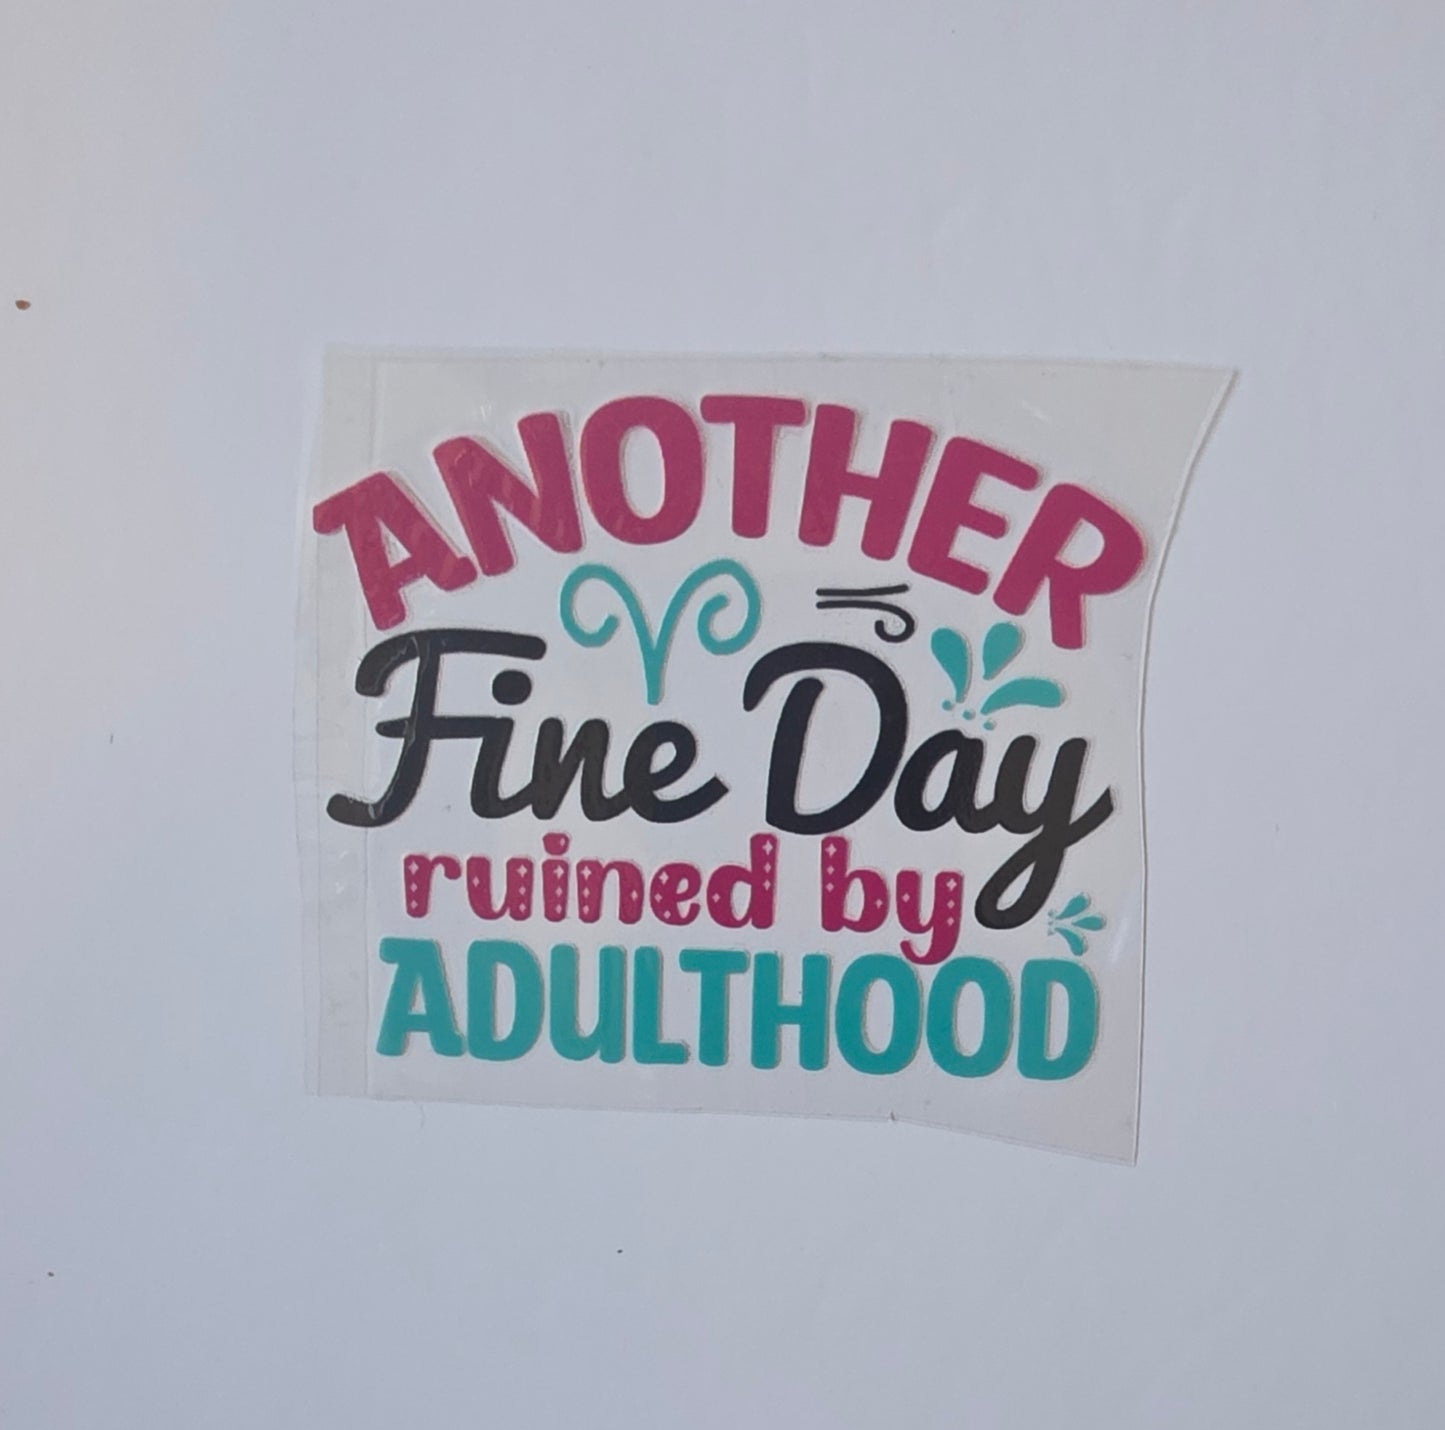 ANOTHER
Fine Day
ruined by
ADULTHOOD